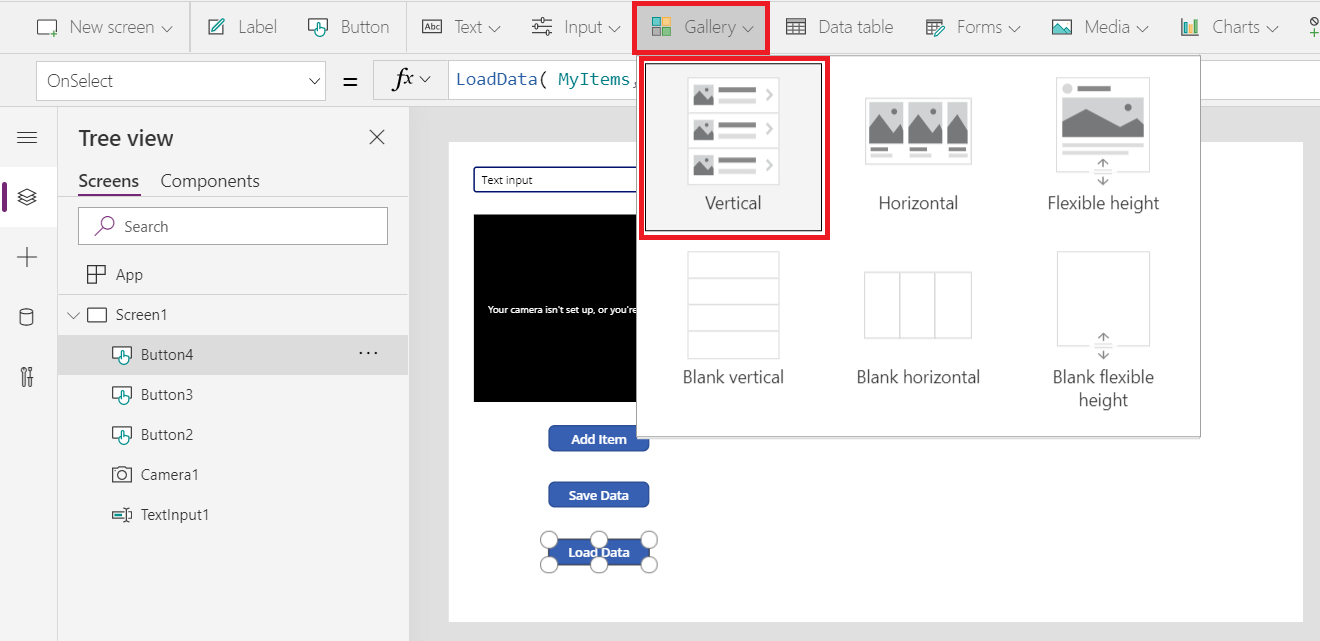 New screen Label Button Abc Text Input Gallery Data table Forms Media Charts
OnSelect = fx LoadData( MyItems,
Tree view
Screens Components
Search
App
Screen1
Button4 ...
Button3
Button2
Camera1
TextInput1
Text input
Your camera isn't set up, or you're
Add Item
Save Data
Load Data
Vertical Horizontal Flexible height
Blank vertical Blank horizontal Blank flexible
height